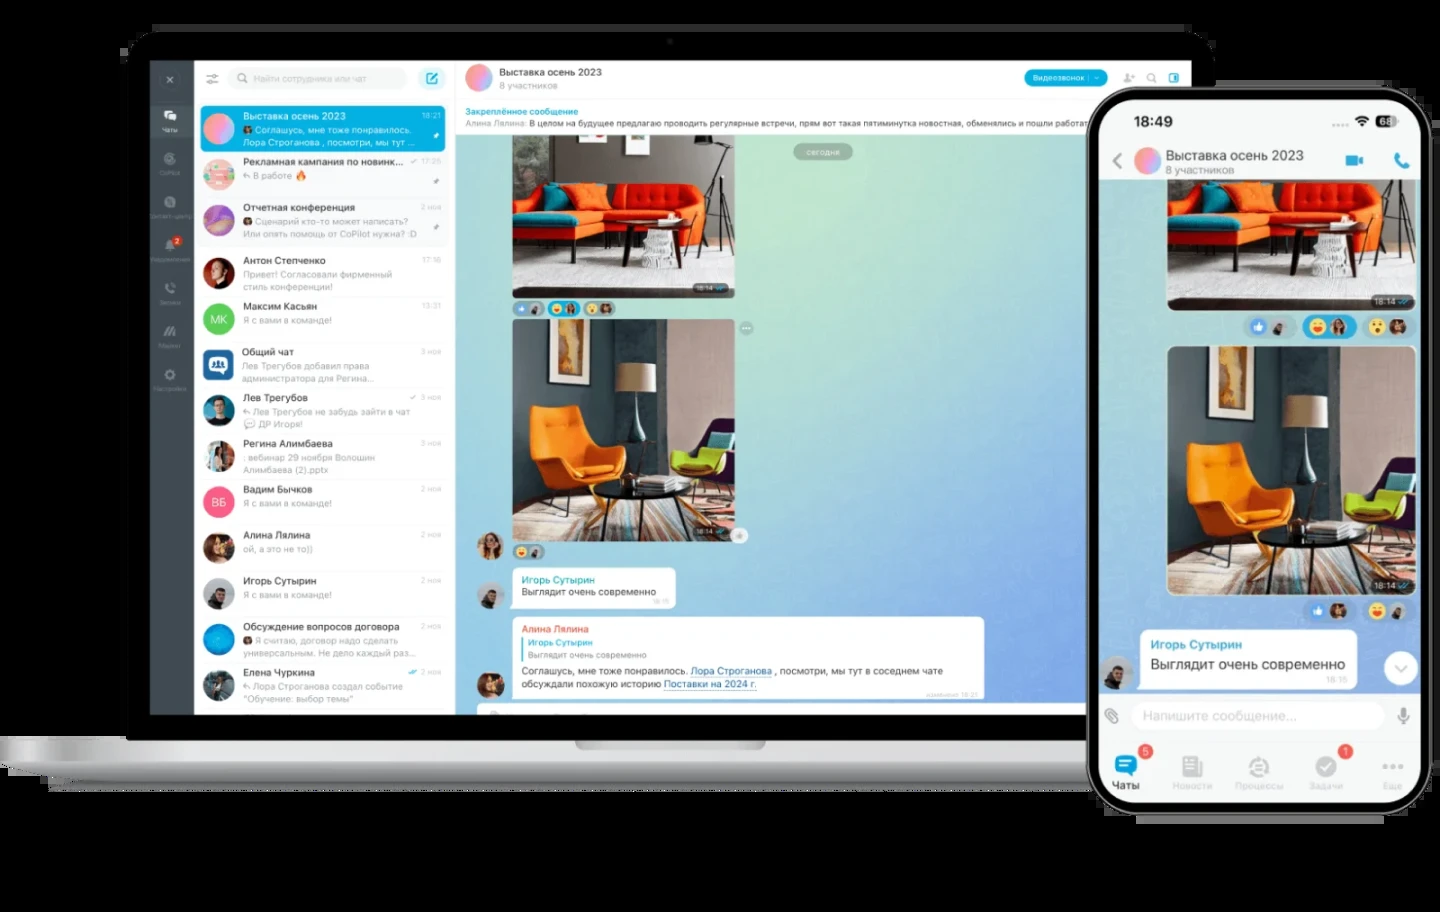 Найти сотрудника или чат
Чаты
CoPilot
2
Настройки
Выставка осень 2023 18:21
Соглашусь, мне тоже понравилось.
Лора Строганова , посмотри, мы тут ...
Рекламная кампания по новинк... 17:26
В работе 🔥
Отчетная конференция 2 ноя
Сценарий кто-то может написать?
Или опять помощь от CoPilot нужна? :D
Антон Степченко 17:16
Привет! Согласовали фирменный
стиль конференции!
МК
Максим Касьян 13:31
Я с вами в команде!
Общий чат 3 ноя
Лев Трегубов добавил права
администратора для Регина...
Лев Трегубов 3 ноя
Лев Трегубов не забудь зайти в чат
💬 ДР Игоря!
Регина Алимбаева 3 ноя
: вебинар 29 ноября Волошин
Алимбаева (2).pptx
ВБ
Вадим Бычков 2 ноя
Я с вами в команде!
Алина Лялина 2 ноя
ой, а это не то))
Игорь Сутырин 2 ноя
Я с вами в команде!
Обсуждение вопросов договора 2 ноя
Я считаю, договор надо сделать
универсальным. Не дело каждый раз...
Елена Чуркина 2 ноя
Лора Строганова создал событие
"Обучение: выбор темы"
Выставка осень 2023
8 участников
Видеозвонок
Закреплённое сообщение
Алина Лялина: В целом на будущее предлагаю проводить регулярные встречи, прям вот такая пятиминутка новостная, обменялись и пошли работат
сегодня
18:14
18:14
Игорь Сутырин
Выглядит очень современно
18:15
Алина Лялина
Игорь Сутырин
Выглядит очень современно
Соглашусь, мне тоже понравилось. Лора Строганова , посмотри, мы тут в соседнем чате
обсуждали похожую историю Поставки на 2024 г.
изменено 18:21
18:49
68
Выставка осень 2023
8 участников
18:14
18:14
Игорь Сутырин
Выглядит очень современно
18:15
Напишите сообщение...
5
1
Чаты
Новости
Процессы
Задачи
Еще